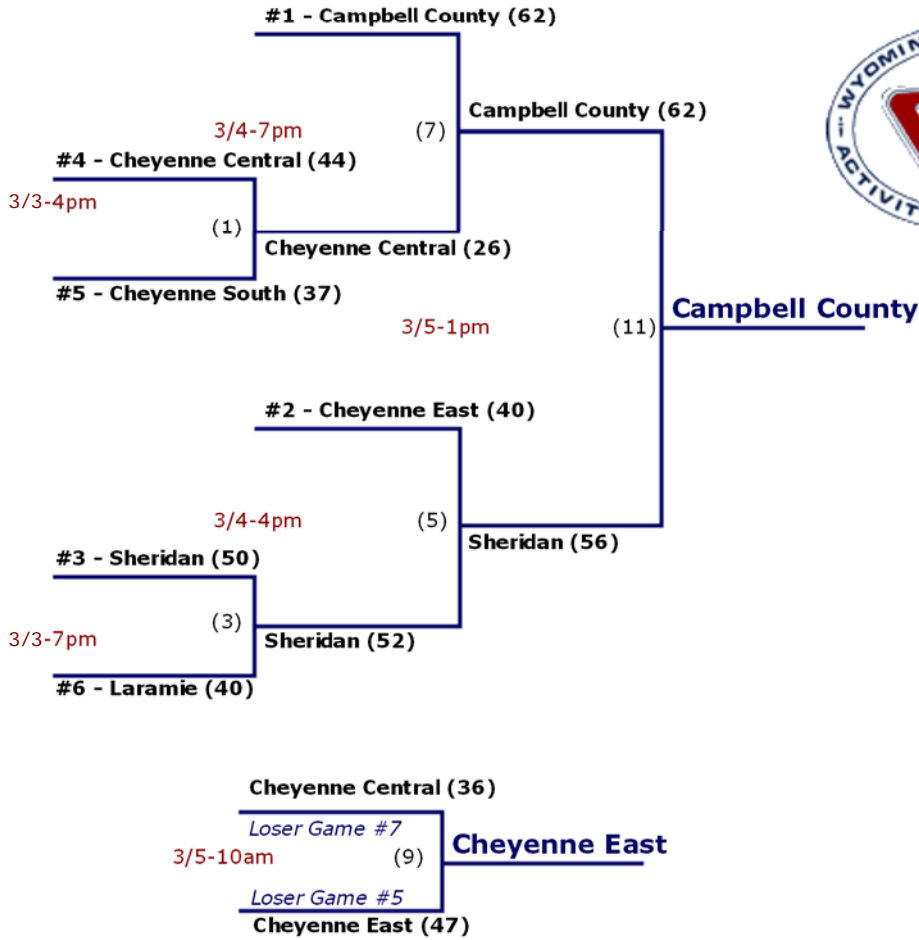 #1 - Campbell County (62)
WYOMIN
ACTIVIT
3/4-7pm
(7)
Campbell County (62)
#4 - Cheyenne Central (44)
3/3-4pm
(1)
Cheyenne Central (26)
#5 - Cheyenne South (37)
3/5-1pm
(11)
Campbell County
#2 - Cheyenne East (40)
3/4-4pm
(5)
Sheridan (56)
#3 - Sheridan (50)
(3)
3/3-7pm
Sheridan (52)
#6 - Laramie (40)
Cheyenne Central (36)
Loser Game #7
Cheyenne East
3/5-10am
(9)
Loser Game #5
Cheyenne East (47)